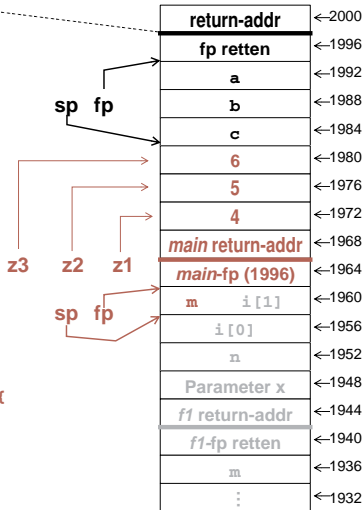 return-addr ←2000
fp retten ←1996
a ←1992
sp fp b ←1988
c ←1984
6 ←1980
5 ←1976
4 ←1972
main return-addr ←1968
z3 z2 z1
main-fp (1996) ←1964
m i[1] ←1960
sp fp
i[0] ←1956
n ←1952
Parameter x ←1948
f1 return-addr ←1944
f1-fp retten ←1940
m ←1936
⋮ ←1932